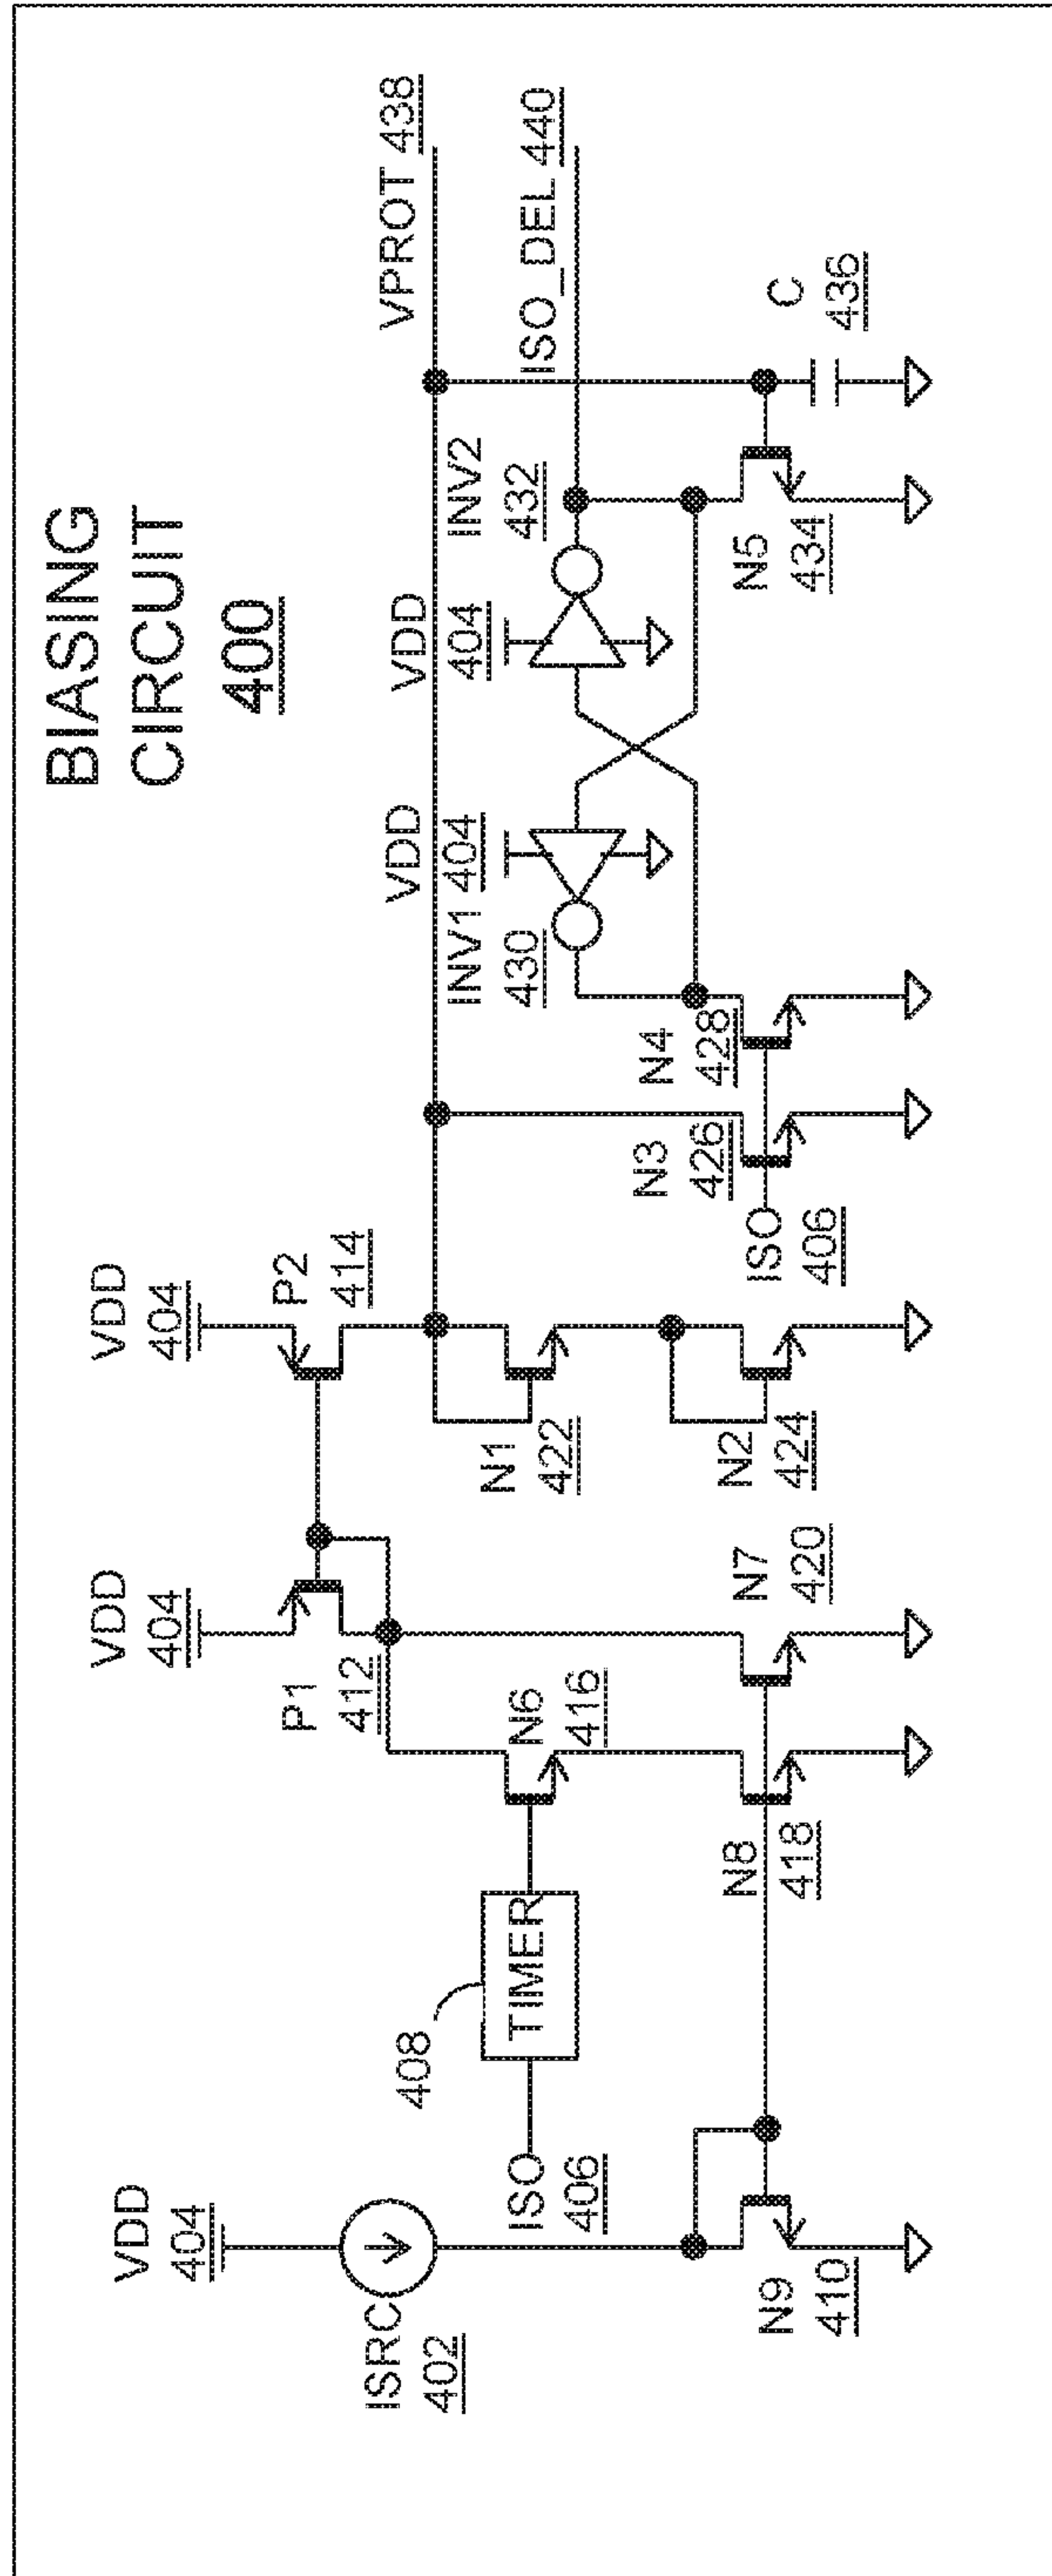 BIASING
CIRCUIT
400
VDD
404
ISRC
402
N9
410
ISO
406
408
TIMER
N6
416
N8
418
VDD
404
P1
412
N7
420
VDD
404
P2
414
N1
422
N2
424
ISO
406
N3
426
N4
428
VDD
404
INV1
430
VDD
404
INV2
432
N5
434
C
436
VPROT 438
ISO_DEL 440